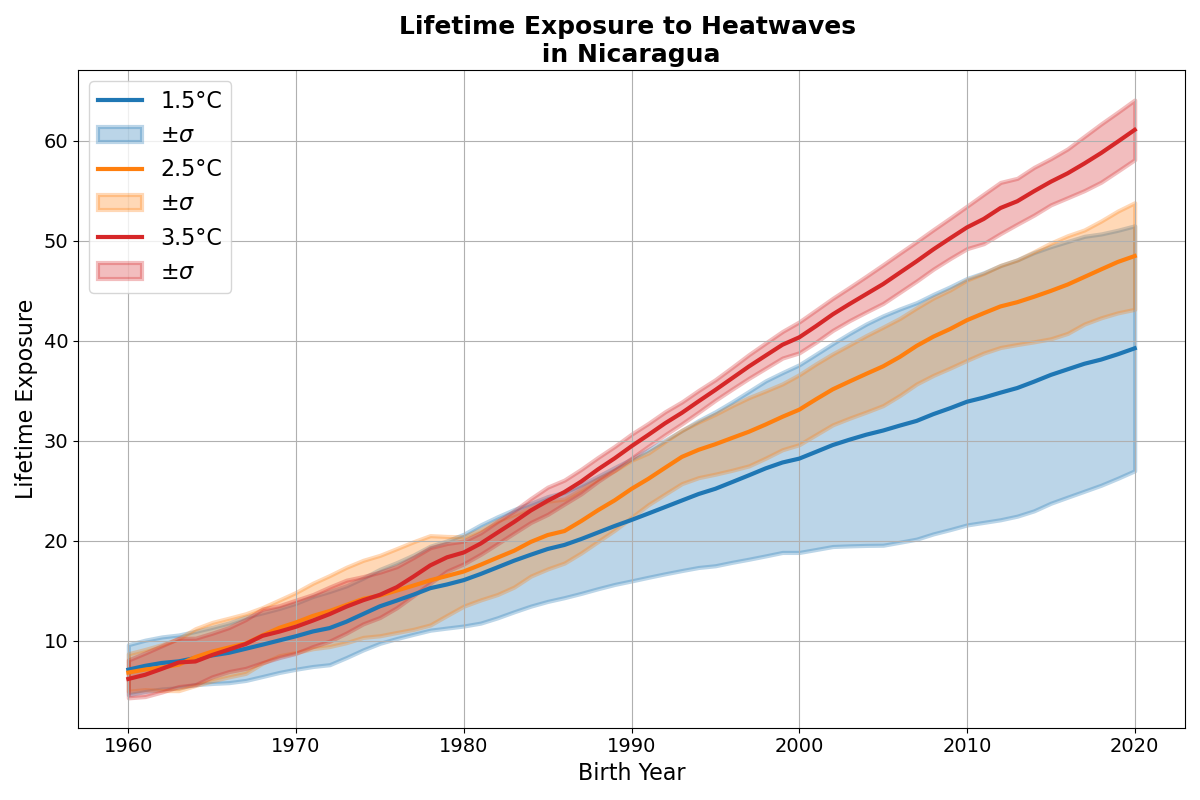 Lifetime Exposure to Heatwaves
in Nicaragua
1.5°C
±σ
2.5°C
±σ
3.5°C
±σ
Lifetime Exposure
60
50
40
30
20
10
1960 1970 1980 1990 2000 2010 2020
Birth Year